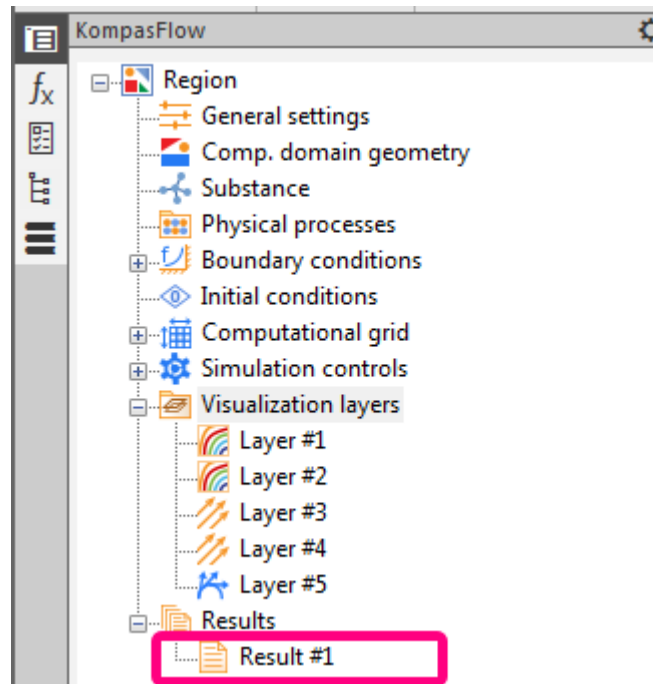 KompasFlow
fx
Region
General settings
Comp. domain geometry
Substance
Physical processes
Boundary conditions
Initial conditions
Computational grid
Simulation controls
Visualization layers
Layer #1
Layer #2
Layer #3
Layer #4
Layer #5
Results
Result #1